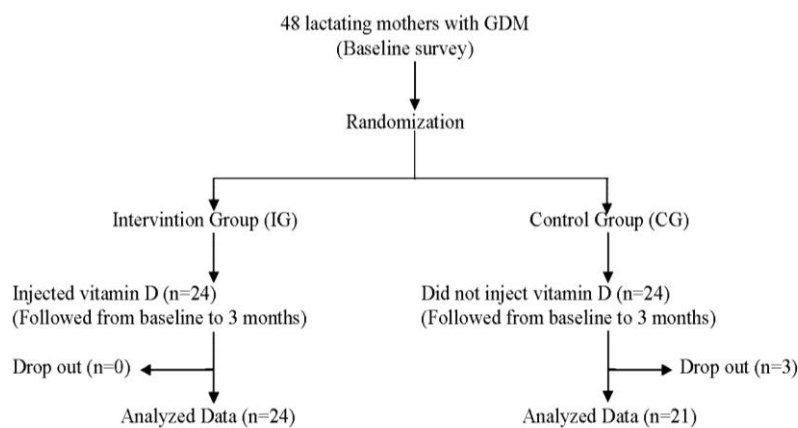 48 lactating mothers with GDM
(Baseline survey)
Randomization
Intervintion Group (IG)
Control Group (CG)
Injected vitamin D (n=24)
(Followed from baseline to 3 months)
Did not inject vitamin D (n=24)
(Followed from baseline to 3 months)
Drop out (n=0)
Drop out (n=3)
Analyzed Data (n=24)
Analyzed Data (n=21)